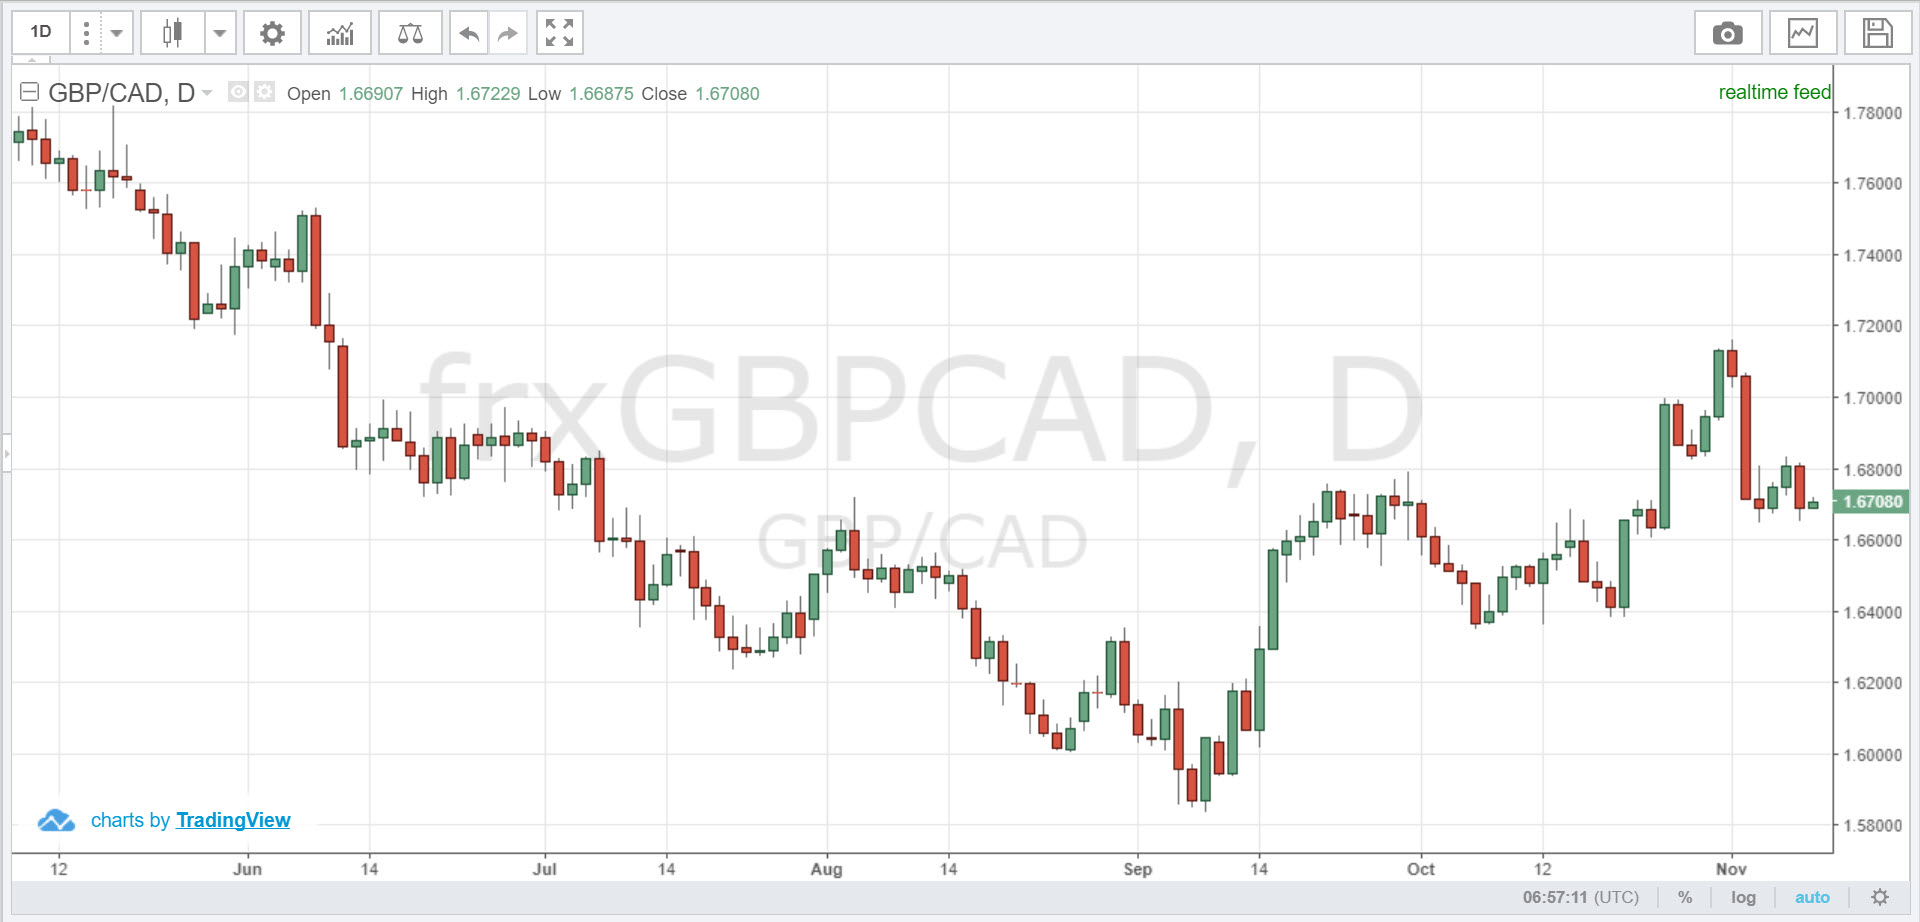 1D
GBP/CAD, D Open 1.66907 High 1.67229 Low 1.66875 Close 1.67080
realtime feed
1.78000
1.76000
1.74000
1.72000
1.70000
1.68000
1.67080
1.66000
1.64000
1.62000
1.60000
1.58000
frxGBPCAD, D
GBP/CAD
charts by TradingView
12 Jun 14 Jul 14 Aug 14 Sep 14 Oct 12 Nov
06:57:11 (UTC) % log auto